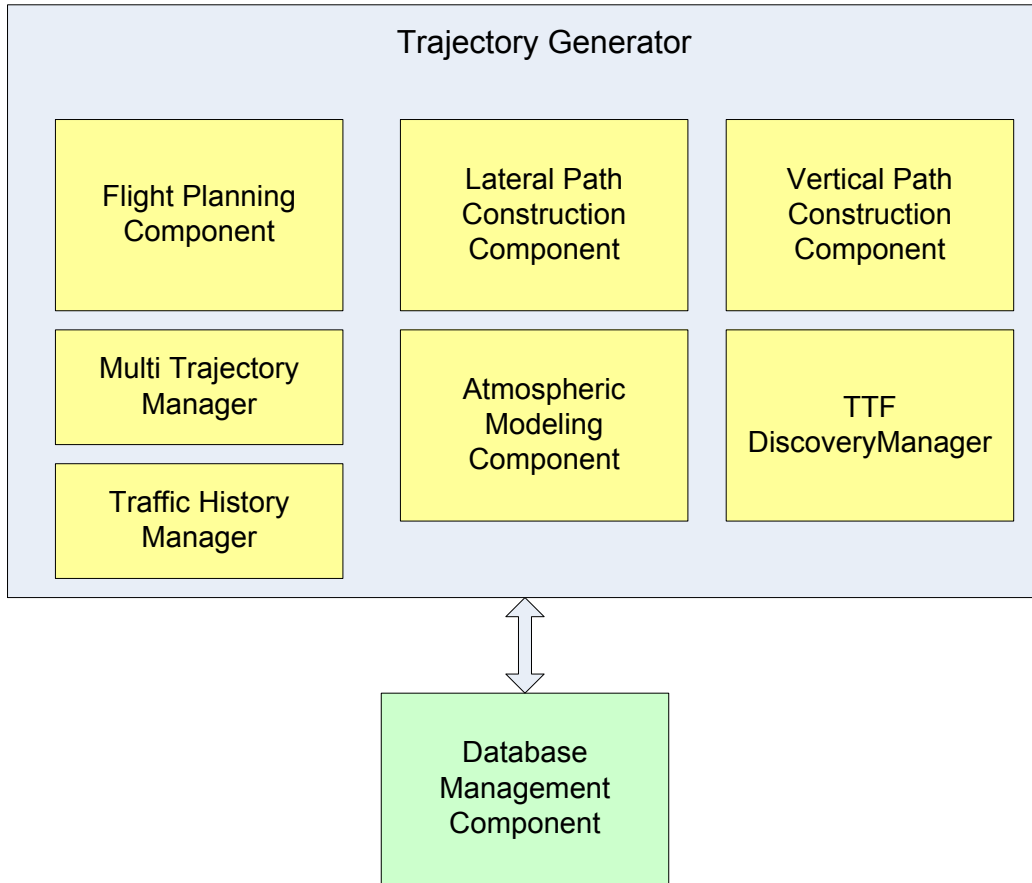 Trajectory Generator
Flight Planning
Component
Lateral Path
Construction
Component
Vertical Path
Construction
Component
Multi Trajectory
Manager
Atmospheric
Modeling
Component
TTF
DiscoveryManager
Traffic History
Manager
Database
Management
Component